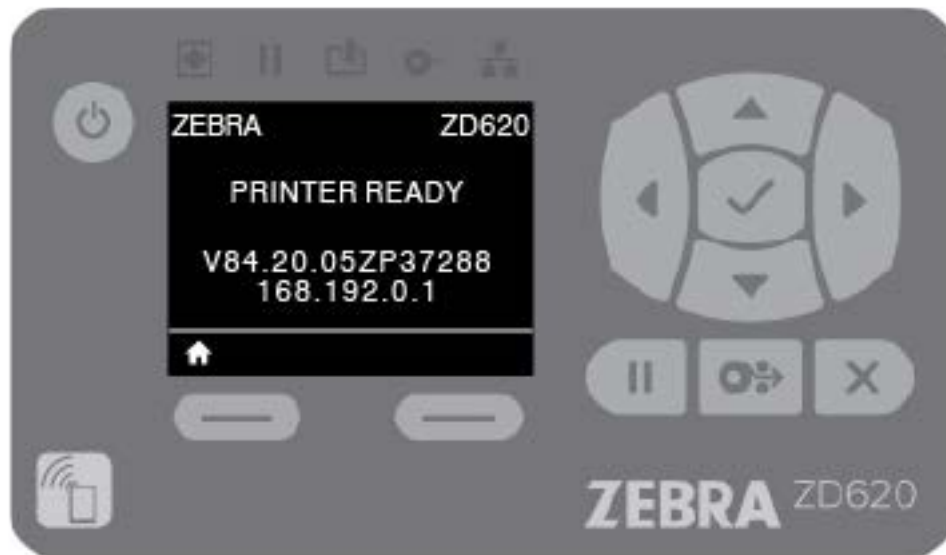 ZEBRA ZD620
PRINTER READY
V84.20.05ZP37288
168.192.0.1
ZEBRA ZD620